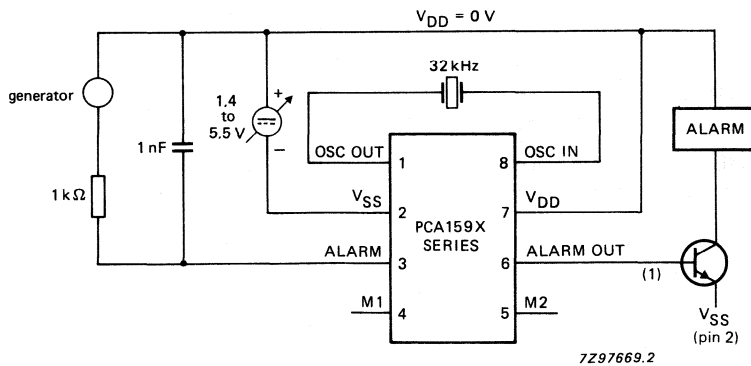 V_DD = 0 V
32 kHz
generator
1,4
to
5.5 V
+
−
1 nF
1 kΩ
ALARM
OSC OUT
1
8
OSC IN
V_SS
2
7
V_DD
PCA159X
SERIES
ALARM
3
6
ALARM OUT
(1)
M1
4
5
M2
V_SS
(pin 2)
7Z97669.2